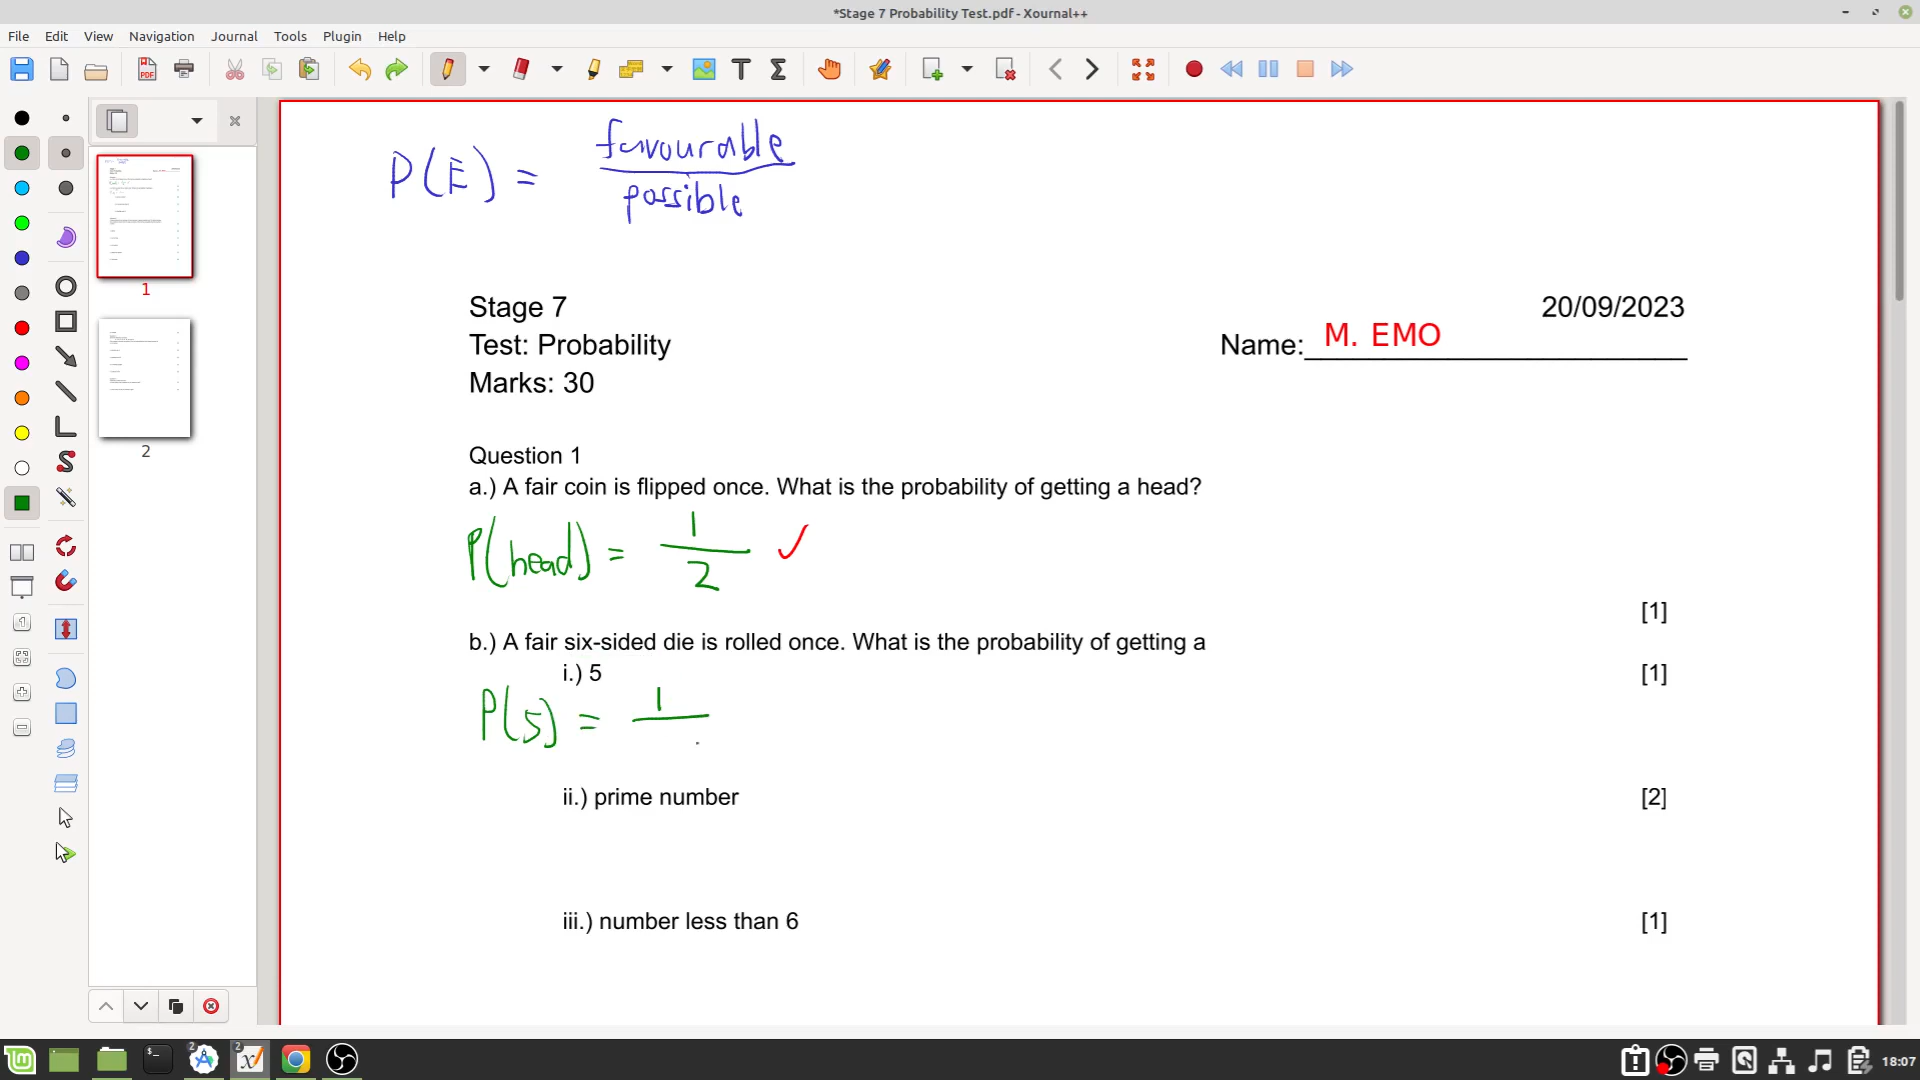 *Stage 7 Probability Test.pdf - Xournal++
File Edit View Navigation Journal Tools Plugin Help
P(E) = favourable
possible
Stage 7 20/09/2023
Test: Probability Name: M. EMO
Marks: 30
Question 1
a.) A fair coin is flipped once. What is the probability of getting a head?
P(head) = 1
2
[1]
b.) A fair six-sided die is rolled once. What is the probability of getting a
i.) 5 [1]
P(5) = 1
ii.) prime number [2]
iii.) number less than 6 [1]
1
2
18:07